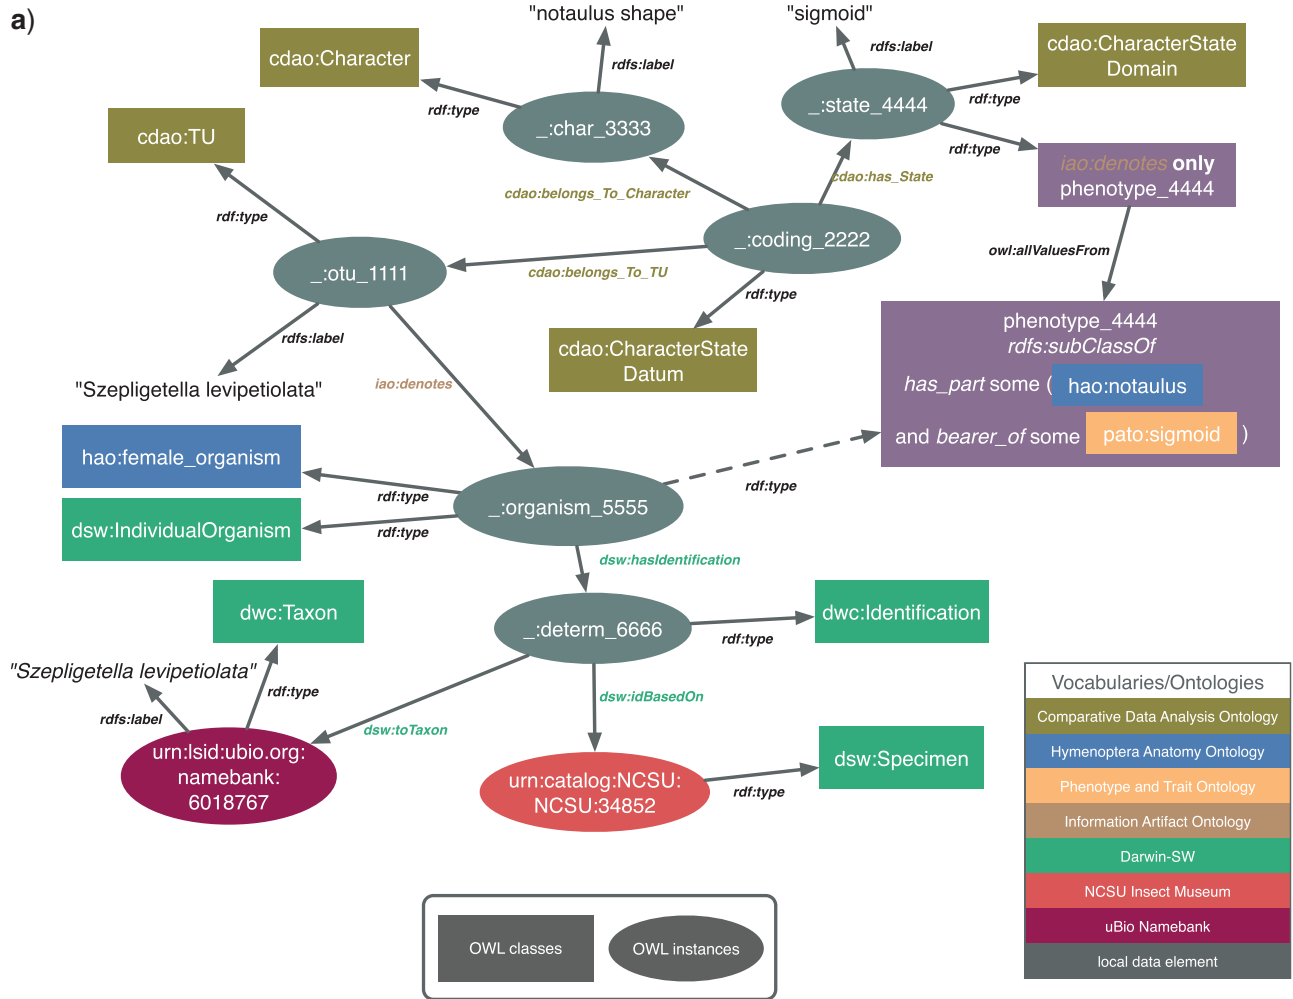 a)
"notaulus shape"
"sigmoid"
cdao:Character
rdfs:label
rdfs:label
cdao:CharacterState
Domain
rdf:type
_:char_3333
_:state_4444
rdf:type
cdao:TU
rdf:type
iao:denotes only
phenotype_4444
cdao:belongs_To_Character
cdao:has_State
rdf:type
_:otu_1111
_:coding_2222
owl:allValuesFrom
cdao:belongs_To_TU
rdf:type
rdfs:label
cdao:CharacterState
Datum
phenotype_4444
rdfs:subClassOf
has_part some ( hao:notaulus
and bearer_of some pato:sigmoid )
"Szepligetella levipetiolata"
iao:denotes
hao:female_organism
rdf:type
rdf:type
_:organism_5555
dsw:IndividualOrganism
rdf:type
dsw:hasIdentification
dwc:Taxon
_:determ_6666
dwc:Identification
rdf:type
"Szepligetella levipetiolata"
rdf:type
rdfs:label
dsw:idBasedOn
dsw:toTaxon
urn:lsid:ubio.org:
namebank:
6018767
urn:catalog:NCSU:
NCSU:34852
rdf:type
dsw:Specimen
Vocabularies/Ontologies
Comparative Data Analysis Ontology
Hymenoptera Anatomy Ontology
Phenotype and Trait Ontology
Information Artifact Ontology
Darwin-SW
NCSU Insect Museum
uBio Namebank
local data element
OWL classes
OWL instances